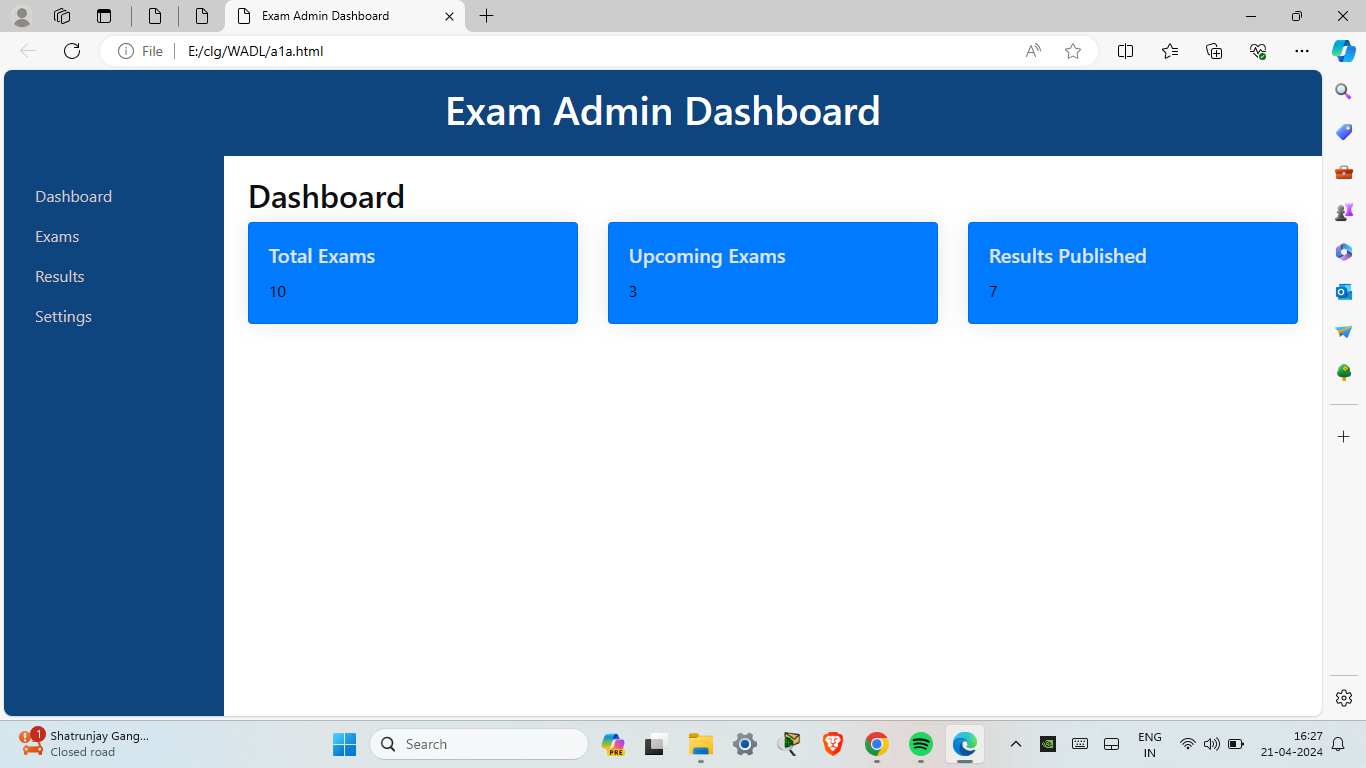 Exam Admin Dashboard
File
E:/clg/WADL/a1a.html
Exam Admin Dashboard
Dashboard
Exams
Results
Settings
Dashboard
Total Exams
10
Upcoming Exams
3
Results Published
7
1
Shatrunjay Gang...
Closed road
Search
PRE
ENG
IN
16:27
21-04-2024